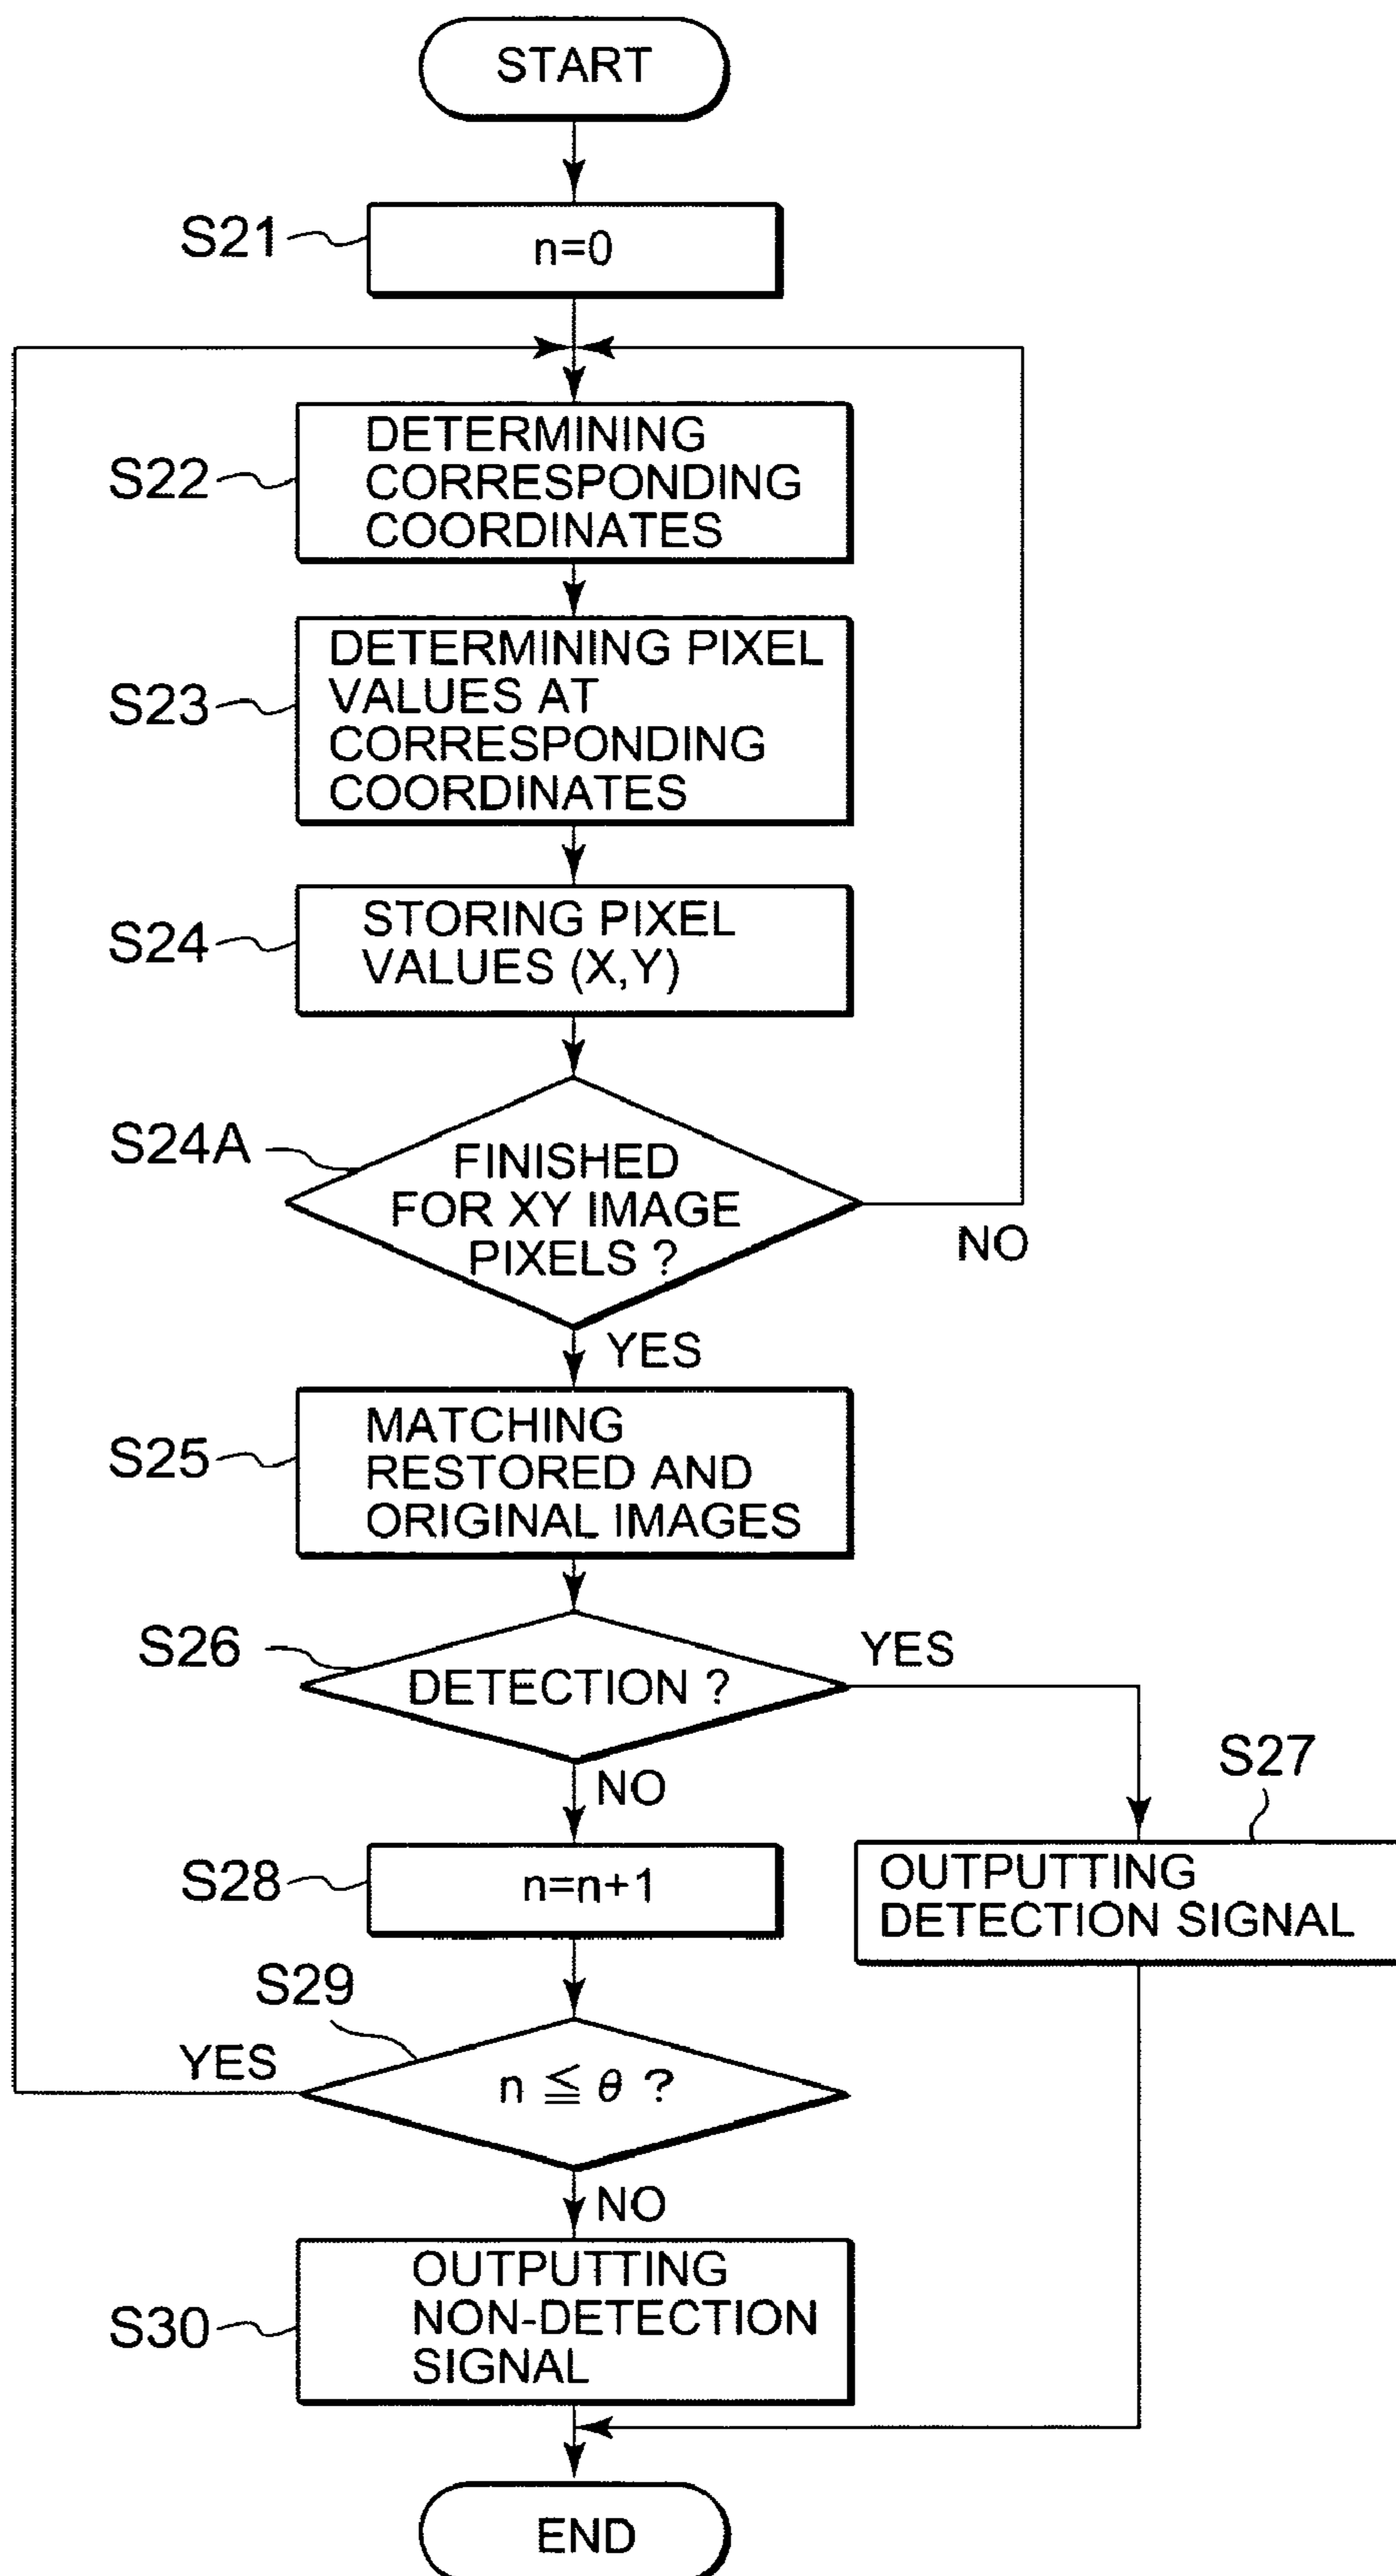 START
S21
n=0
S22
DETERMINING
CORRESPONDING
COORDINATES
S23
DETERMINING PIXEL
VALUES AT
CORRESPONDING
COORDINATES
S24
STORING PIXEL
VALUES (X,Y)
S24A
FINISHED
FOR XY IMAGE
PIXELS ?
NO
YES
S25
MATCHING
RESTORED AND
ORIGINAL IMAGES
S26
DETECTION ?
YES
NO
S27
OUTPUTTING
DETECTION SIGNAL
S28
n=n+1
S29
n ≦ θ ?
YES
NO
S30
OUTPUTTING
NON-DETECTION
SIGNAL
END